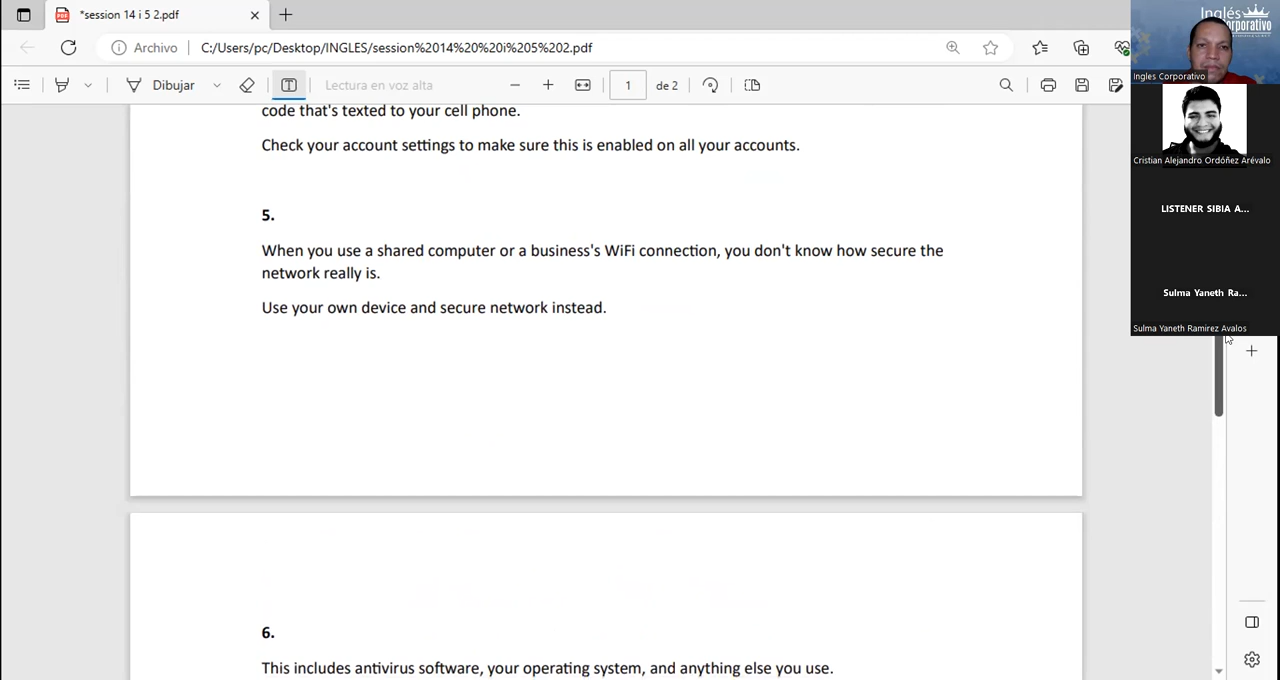 *session 14 i 5 2.pdf
Archivo
C:/Users/pc/Desktop/INGLES/session%2014%20%20i%205%202.pdf
Dibujar
Lectura en voz alta
1
de 2
code that's texted to your cell phone.
Check your account settings to make sure this is enabled on all your accounts.
5.
When you use a shared computer or a business's WiFi connection, you don't know how secure the
network really is.
Use your own device and secure network instead.
6.
This includes antivirus software, your operating system, and anything else you use.
Inglés
Ingles Corporativo
Cristian Alejandro Ordóñez Arévalo
LISTENER SIBIA A...
Sulma Yaneth Ra...
Sulma Yaneth Ramirez Avalos